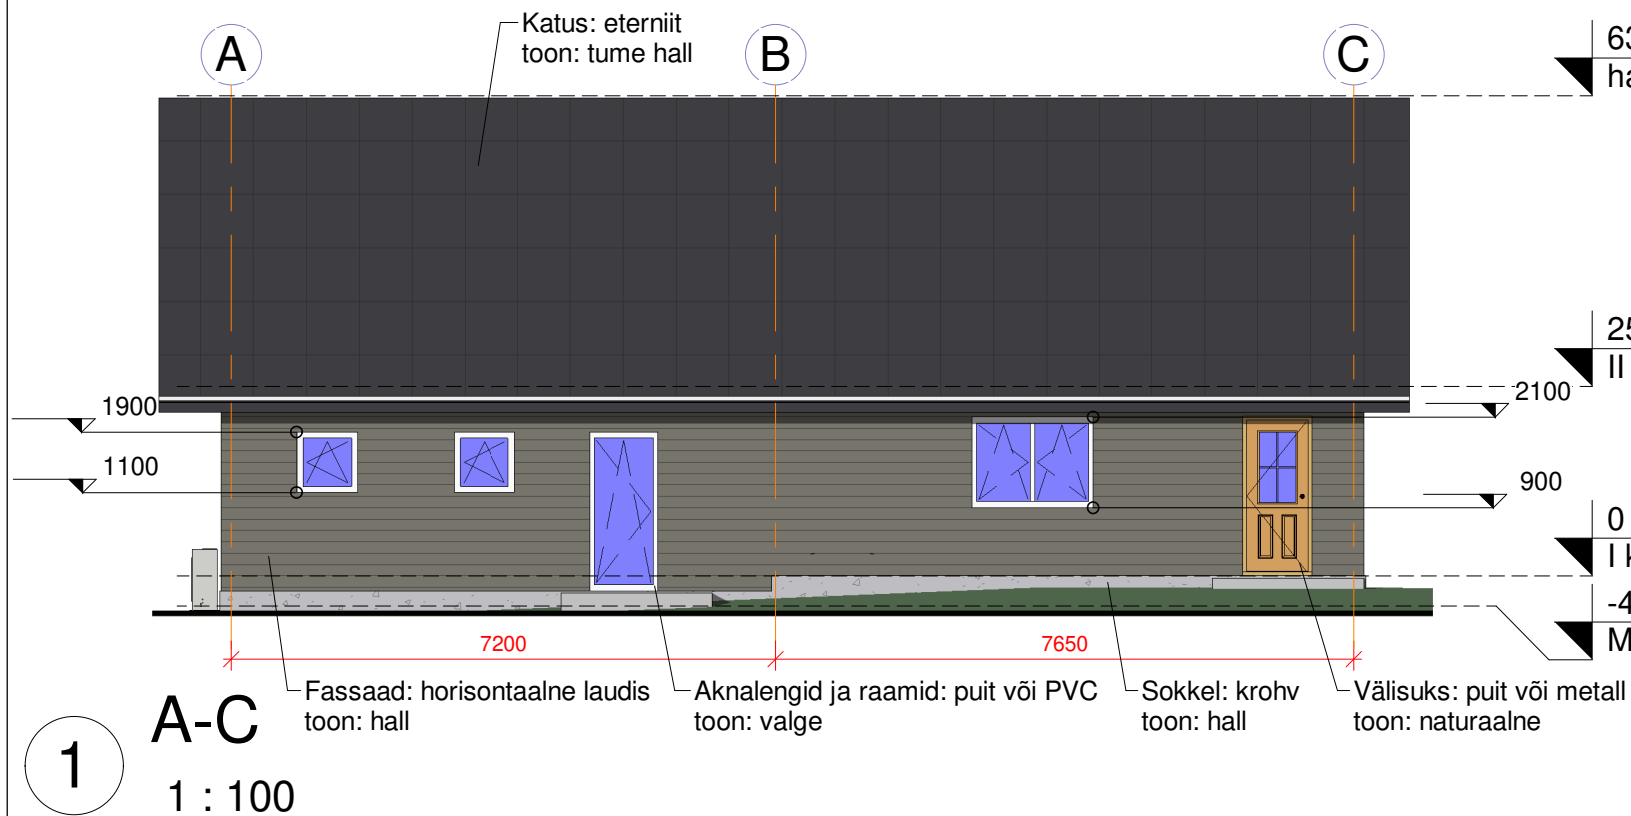 A
B
C
Katus: eterniit
toon: tume hall
1900
1100
2100
900
0
7200
7650
Fassaad: horisontaalne laudis
toon: hall
Aknalengid ja raamid: puit või PVC
toon: valge
Sokkel: krohv
toon: hall
Välisuks: puit või metall
toon: naturaalne
1
A-C
1 : 100